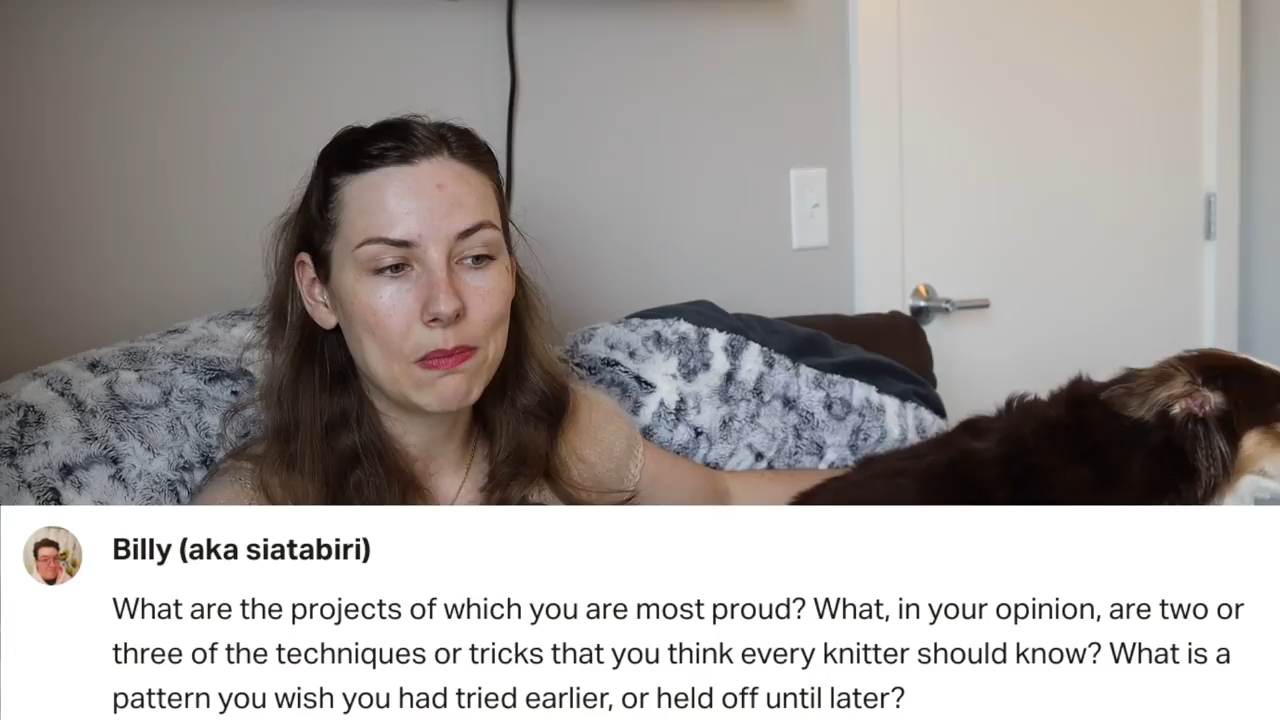 Billy (aka siatabiri)
What are the projects of which you are most proud? What, in your opinion, are two or
three of the techniques or tricks that you think every knitter should know? What is a
pattern you wish you had tried earlier, or held off until later?